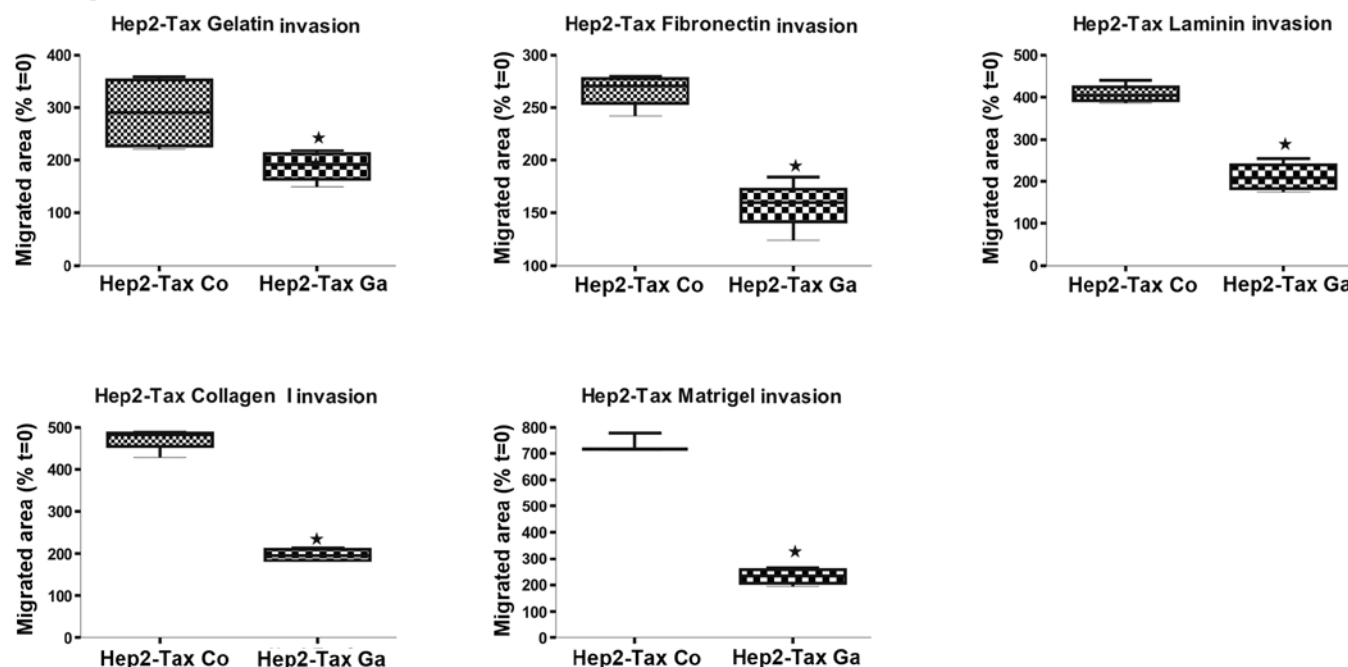 Hep2-Tax Gelatin invasion
Migrated area (% t=0)
400
300
200
100
0
Hep2-Tax Co Hep2-Tax Ga
Hep2-Tax Fibronectin invasion
Migrated area (% t=0)
300
250
200
150
100
Hep2-Tax Co Hep2-Tax Ga
Hep2-Tax Laminin invasion
Migrated area (% t=0)
500
400
300
200
100
0
Hep2-Tax Co Hep2-Tax Ga
Hep2-Tax Collagen I invasion
Migrated area (% t=0)
500
400
300
200
100
0
Hep2-Tax Co Hep2-Tax Ga
Hep2-Tax Matrigel invasion
Migrated area (% t=0)
800
700
600
500
400
300
200
100
0
Hep2-Tax Co Hep2-Tax Ga